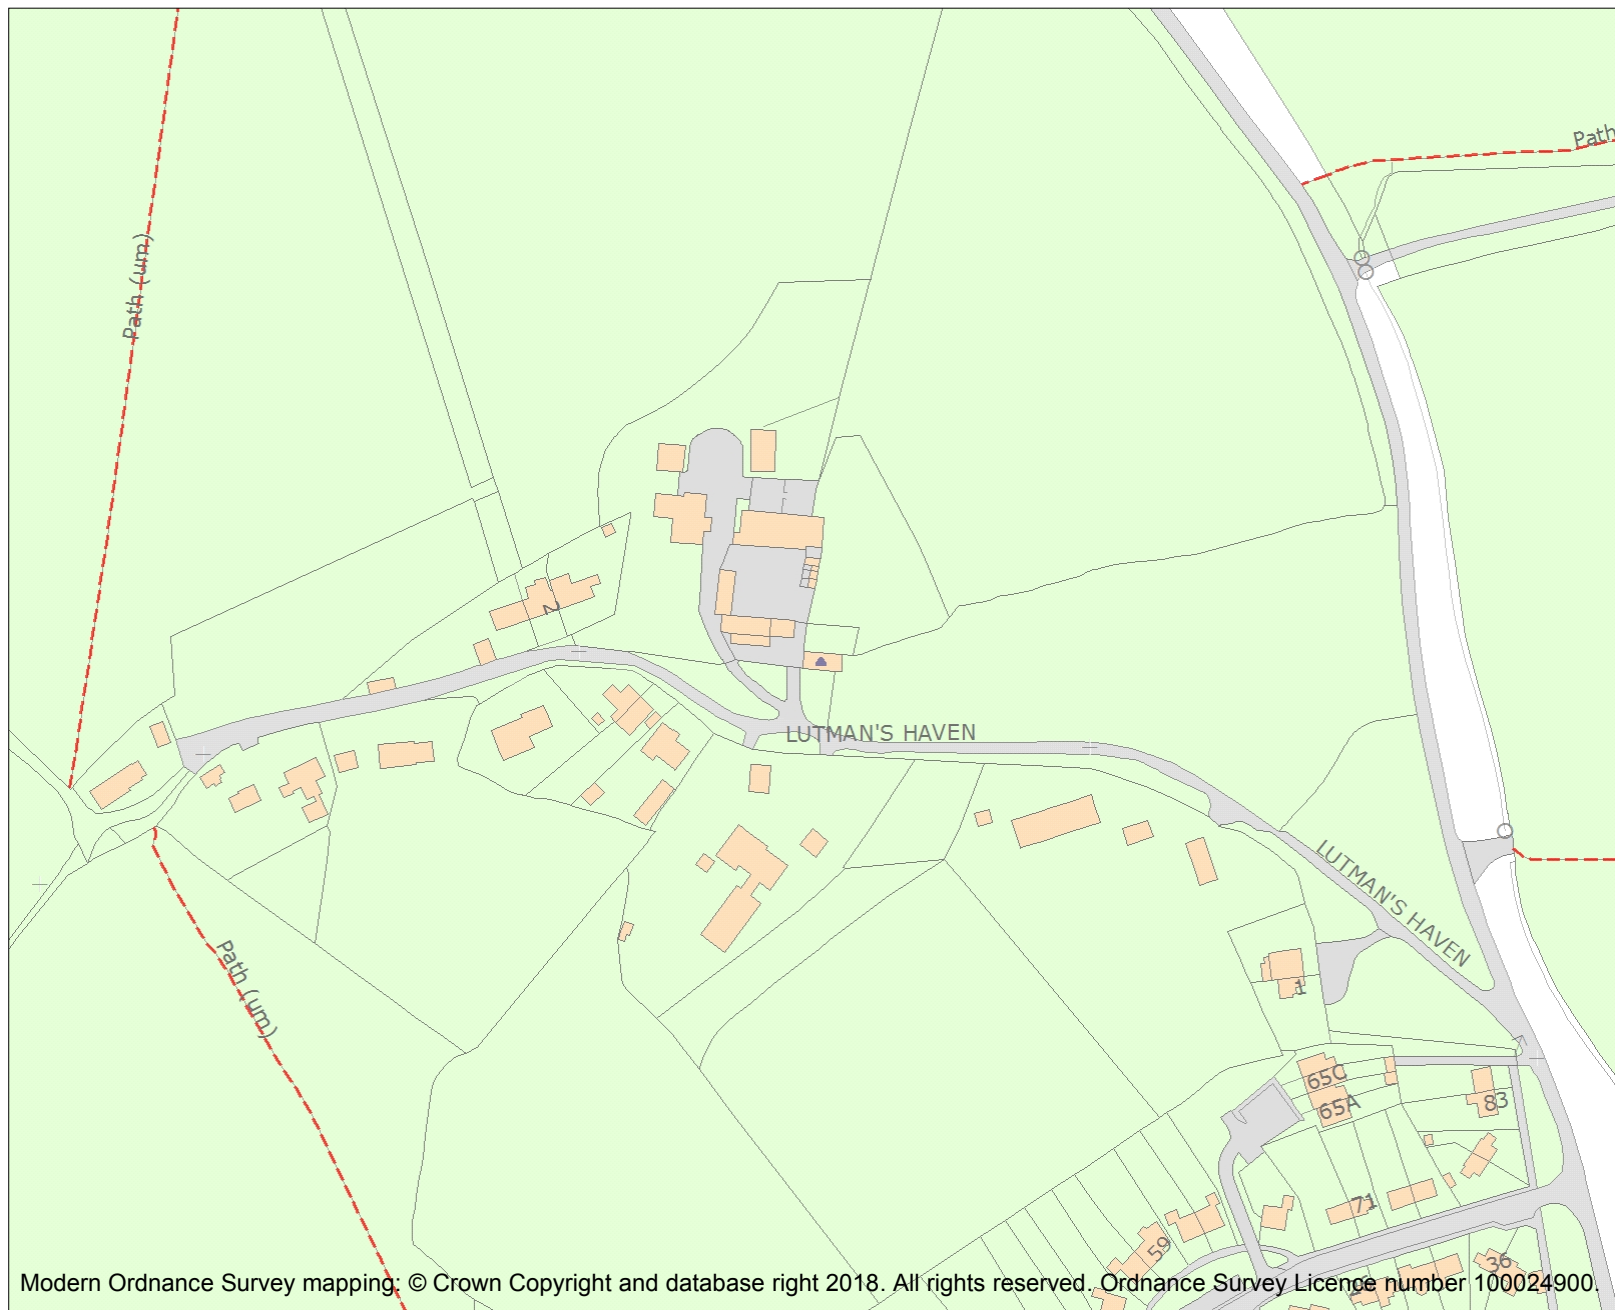 Path
Path (um)
2
LUTMAN'S HAVEN
LUTMAN'S HAVEN
Path (um)
1
65C
65A
83
71
59
36
Modern Ordnance Survey mapping: © Crown Copyright and database right 2018. All rights reserved. Ordnance Survey Licence number 100024900.